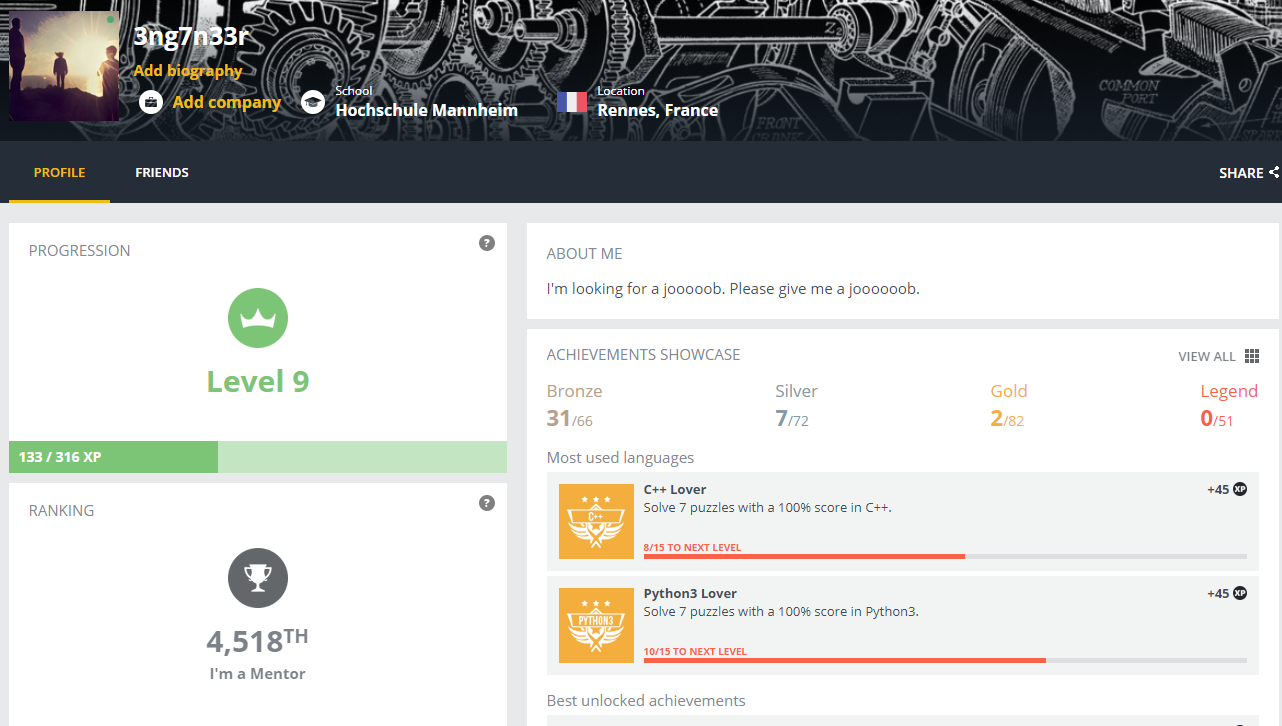 3ng7n33r
Add biography
Add company
School
Hochschule Mannheim
Location
Rennes, France
COMMON
PORT
FRONT
CRANK
PROFILE
FRIENDS
SHARE
PROGRESSION
?
Level 9
133 / 316 XP
RANKING
?
4,518TH
I'm a Mentor
ABOUT ME
I'm looking for a jooooob. Please give me a joooooob.
ACHIEVEMENTS SHOWCASE
VIEW ALL
Bronze
31/66
Silver
7/72
Gold
2/82
Legend
0/51
Most used languages
C++
C++ Lover
+45 XP
Solve 7 puzzles with a 100% score in C++.
8/15 TO NEXT LEVEL
PYTHON3
Python3 Lover
+45 XP
Solve 7 puzzles with a 100% score in Python3.
10/15 TO NEXT LEVEL
Best unlocked achievements